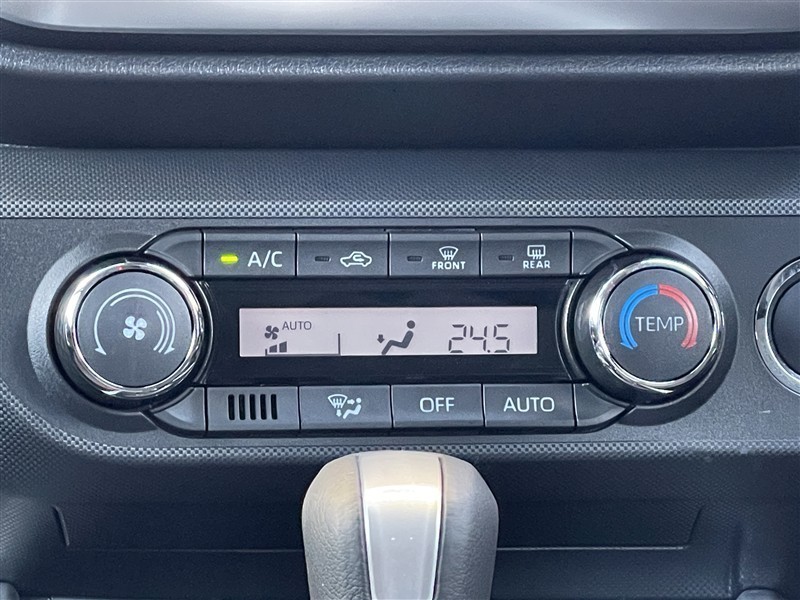 A/C
FRONT
REAR
AUTO
24.5
TEMP
OFF
AUTO